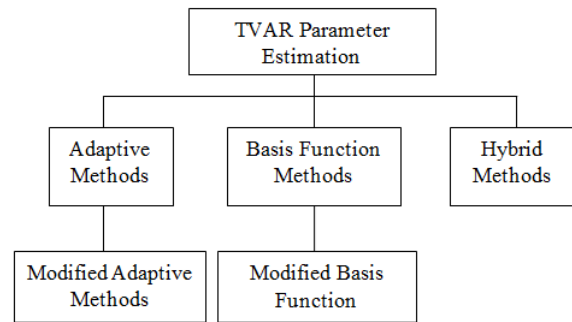 TVAR Parameter
Estimation
Adaptive
Methods
Basis Function
Methods
Hybrid
Methods
Modified Adaptive
Methods
Modified Basis
Function